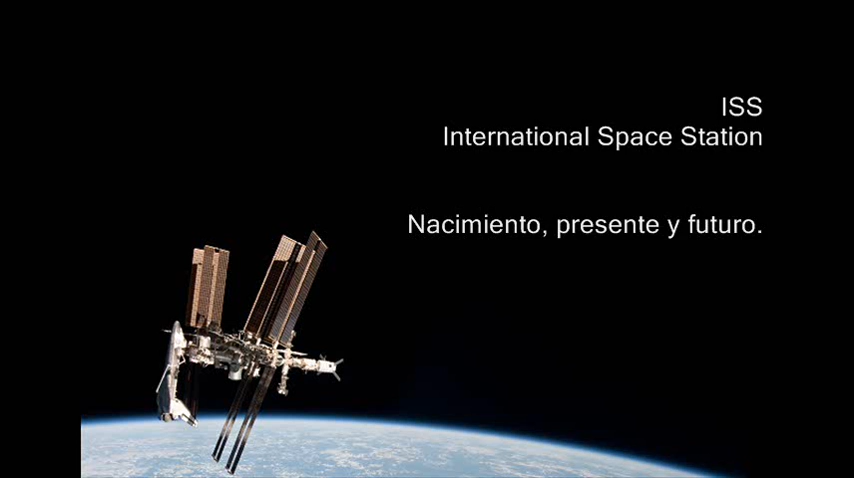 ISS
International Space Station
Nacimiento, presente y futuro.